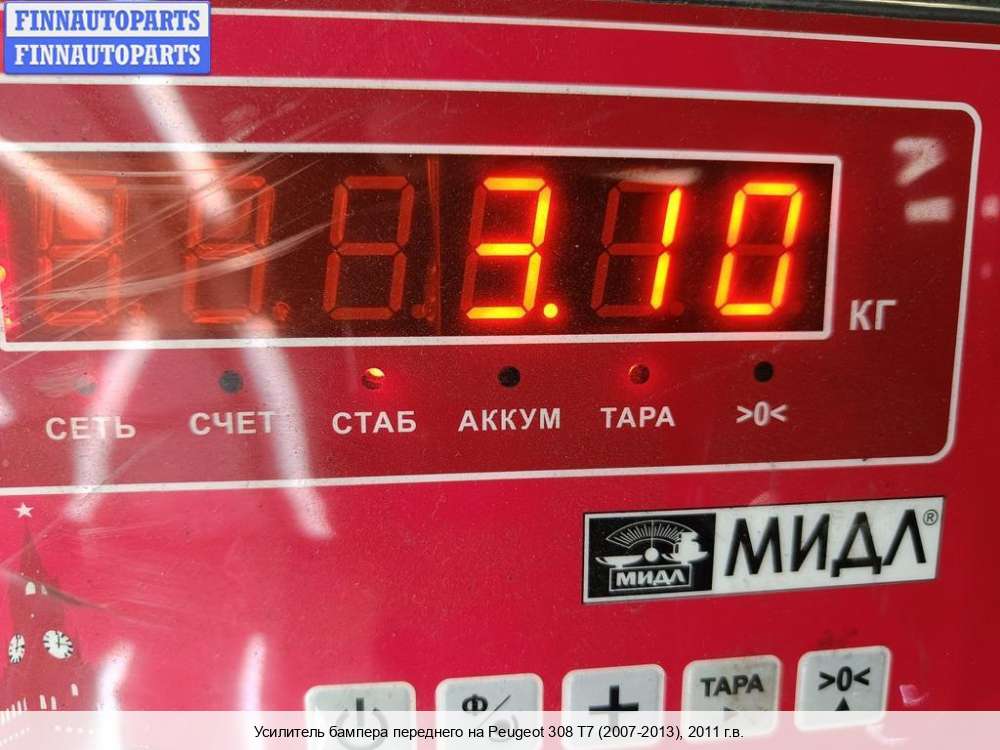 FINNAUTOPARTS
FINNAUTOPARTS
3.10
КГ
СЕТЬ СЧЕТ СТАБ АККУМ ТАРА >0<
МИДЛ МИДЛ®
Ф
+ ТАРА >0<
Усилитель бампера переднего на Peugeot 308 T7 (2007-2013), 2011 г.в.